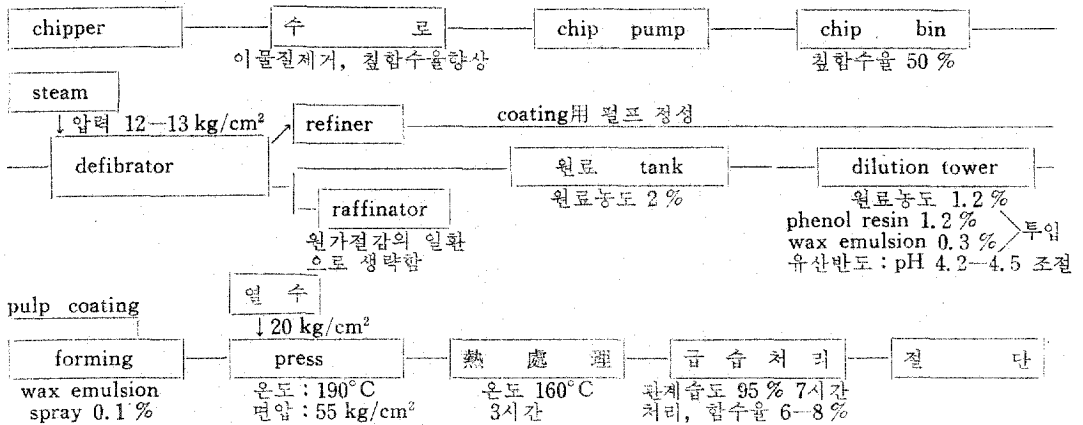 chipper 수 로 chip pump chip bin
이물질제거, 칩함수율향상 칩함수율 50 %
steam
↓압력 12—13 kg/cm²
refiner coating用 펄프 정성
defibrator 원료 tank dilution tower
원료농도 2 % 원료농도 1.2 %
raffinator phenol resin 1.2 %
원가절감의 일환 wax emulsion 0.3 % 투입
으로 생략함 유산반도 : pH 4.2—4.5 조절
열 수
pulp coating ↓20 kg/cm²
forming press 熱 處 理 급 습 처 리 절 단
wax emulsion 온도 : 190°C 온도 160°C 관계습도 95 % 7시간
spray 0.1 % 면압 : 55 kg/cm² 3시간 처리, 함수율 6—8 %